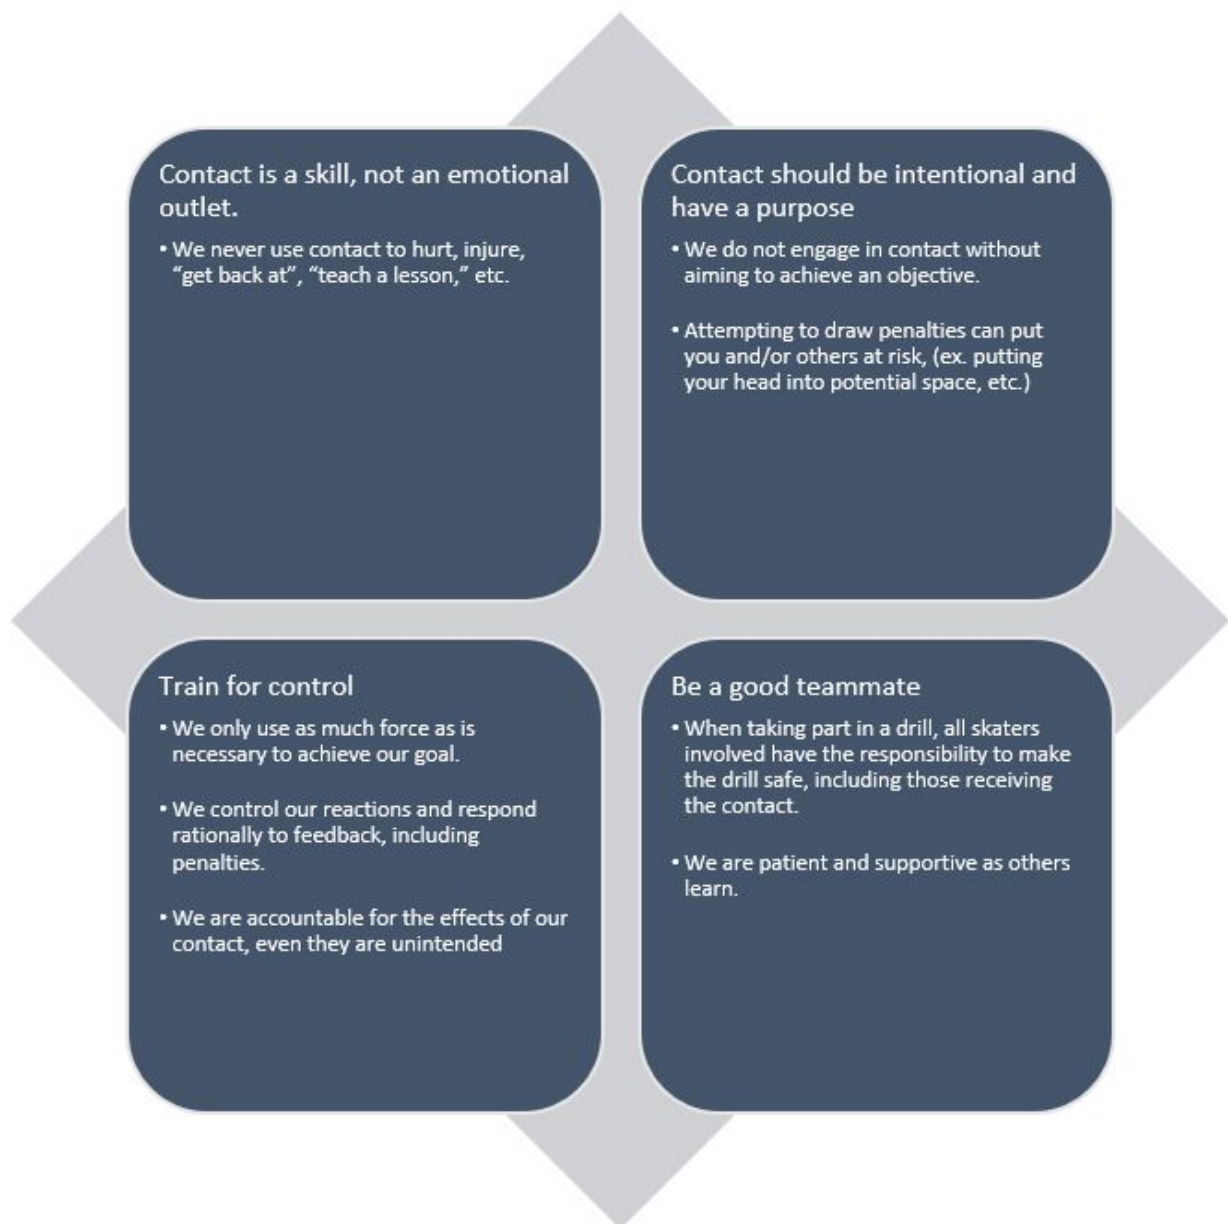 Contact is a skill, not an emotional
outlet.
• We never use contact to hurt, injure,
“get back at”, “teach a lesson,” etc.
Contact should be intentional and
have a purpose
• We do not engage in contact without
aiming to achieve an objective.
• Attempting to draw penalties can put
you and/or others at risk, (ex. putting
your head into potential space, etc.)
Train for control
• We only use as much force as is
necessary to achieve our goal.
• We control our reactions and respond
rationally to feedback, including
penalties.
• We are accountable for the effects of our
contact, even they are unintended
Be a good teammate
• When taking part in a drill, all skaters
involved have the responsibility to make
the drill safe, including those receiving
the contact.
• We are patient and supportive as others
learn.